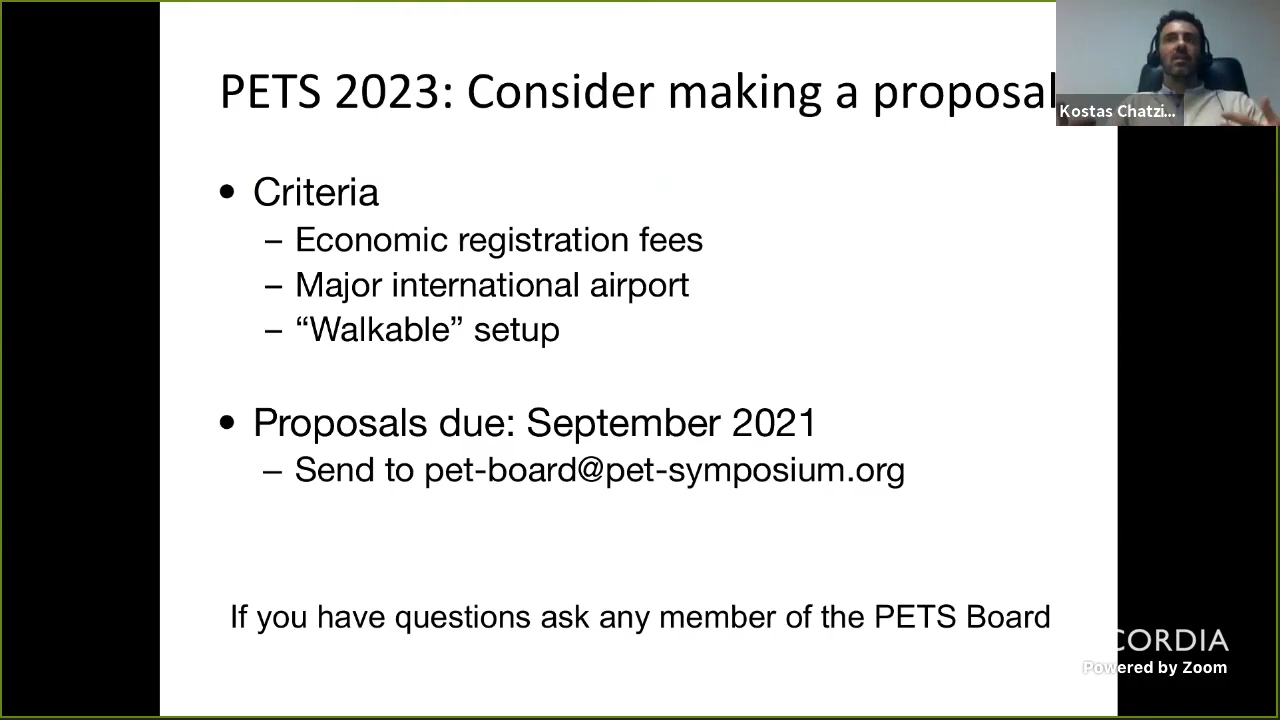 PETS 2023: Consider making a proposal
Kostas Chatzi...
• Criteria
– Economic registration fees
– Major international airport
– “Walkable” setup
• Proposals due: September 2021
– Send to pet-board@pet-symposium.org
If you have questions ask any member of the PETS Board
CORDIA
Powered by Zoom